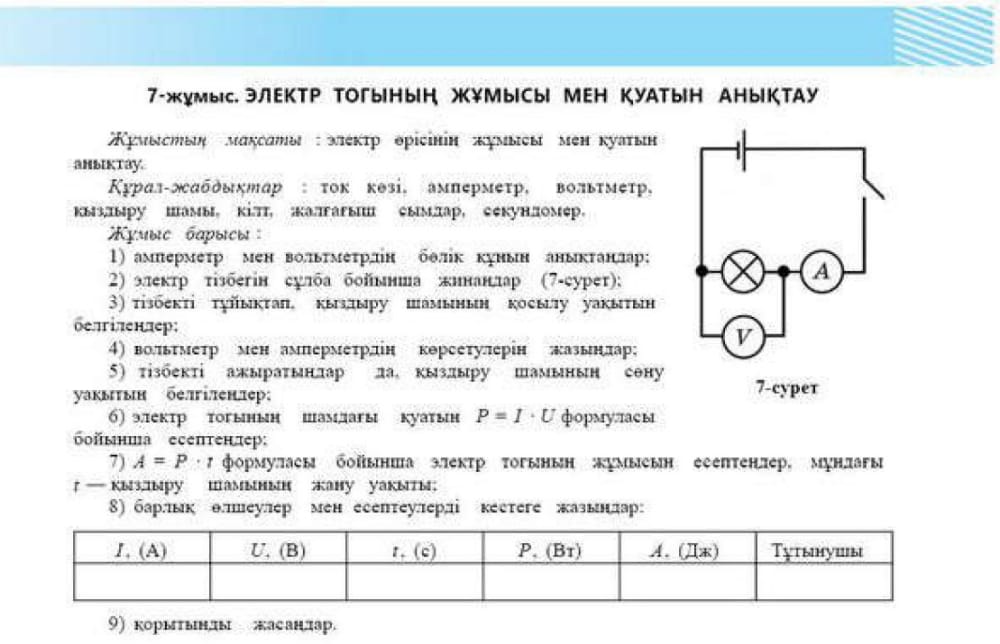 7-жұмыс. ЭЛЕКТР ТОГЫНЫҢ ЖҰМЫСЫ МЕН ҚУАТЫН АНЫҚТАУ
Жұмыстың мақсаты : электр өрісінің жұмысы мен қуатын
анықтау.
Құрал-жабдықтар : ток көзі, амперметр, вольтметр,
қыздыру шамы, кілт, жалғағыш сымдар, секундомер.
Жұмыс барысы :
1) амперметр мен вольтметрдің бөлік құнын анықтаңдар;
2) электр тізбегін сұлба бойынша жинаңдар (7-сурет);
3) тізбекті тұйықтап, қыздыру шамының қосылу уақытын
белгілеңдер;
4) вольтметр мен амперметрдің көрсетулерін жазыңдар;
5) тізбекті ажыратыңдар да, қыздыру шамының сөну
уақытын белгілеңдер;
6) электр тогының шамдағы қуатын P = I · U формуласы
бойынша есептеңдер;
A
V
7-сурет
7) A = P · t формуласы бойынша электр тогының жұмысын есептеңдер, мұндағы
t — қыздыру шамының жану уақыты;
8) барлық өлшеулер мен есептеулерді кестеге жазыңдар:
I, (А) U, (В) t, (с) P, (Вт) A, (Дж) Тұтынушы
9) қорытынды жасаңдар.